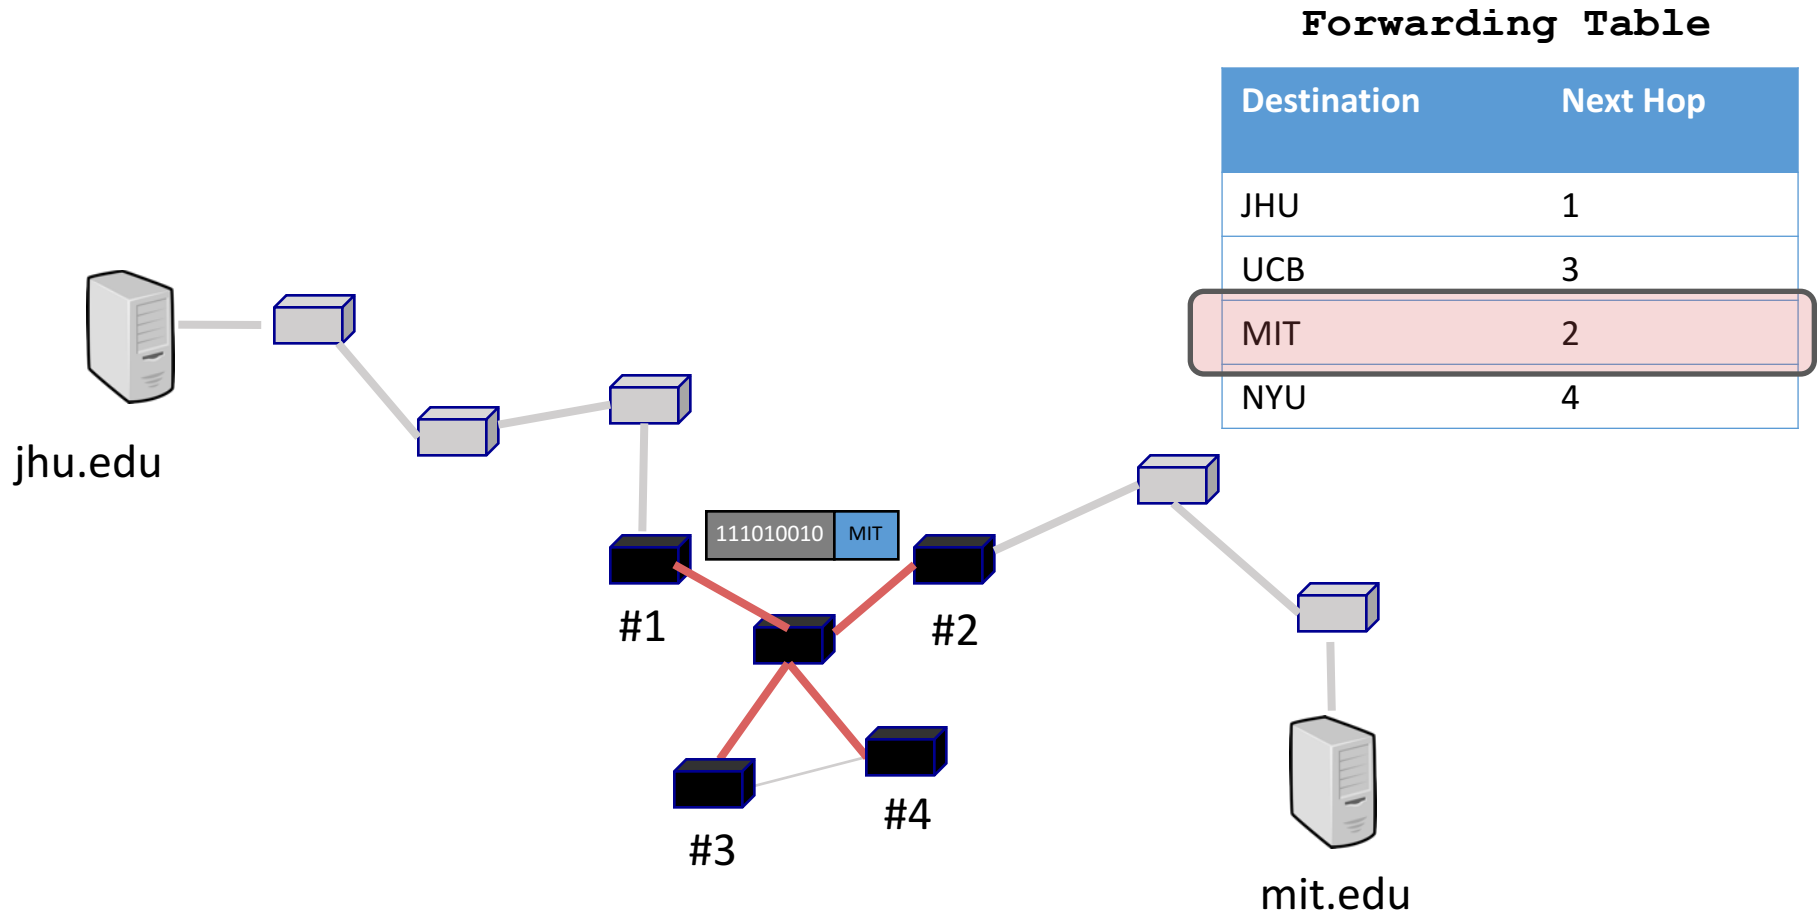 Forwarding Table
Destination Next Hop
JHU 1
UCB 3
MIT 2
NYU 4
jhu.edu
111010010 MIT
#1
#2
#4
#3
mit.edu